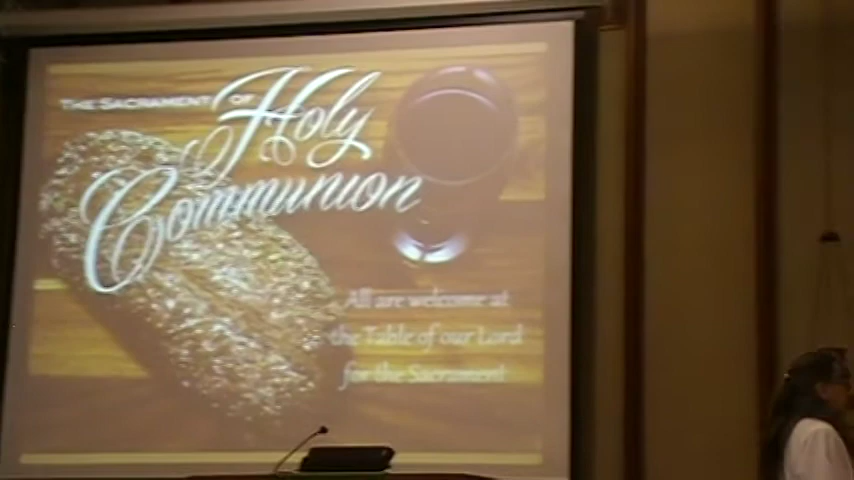 THE SACRAMENT OF
Holy
Communion
All are welcome at
the Table of our Lord
for the Sacrament